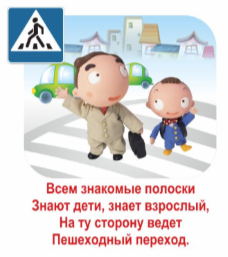 Всем знакомые полоски
Знают дети, знает взрослый,
На ту сторону ведет
Пешеходный переход.